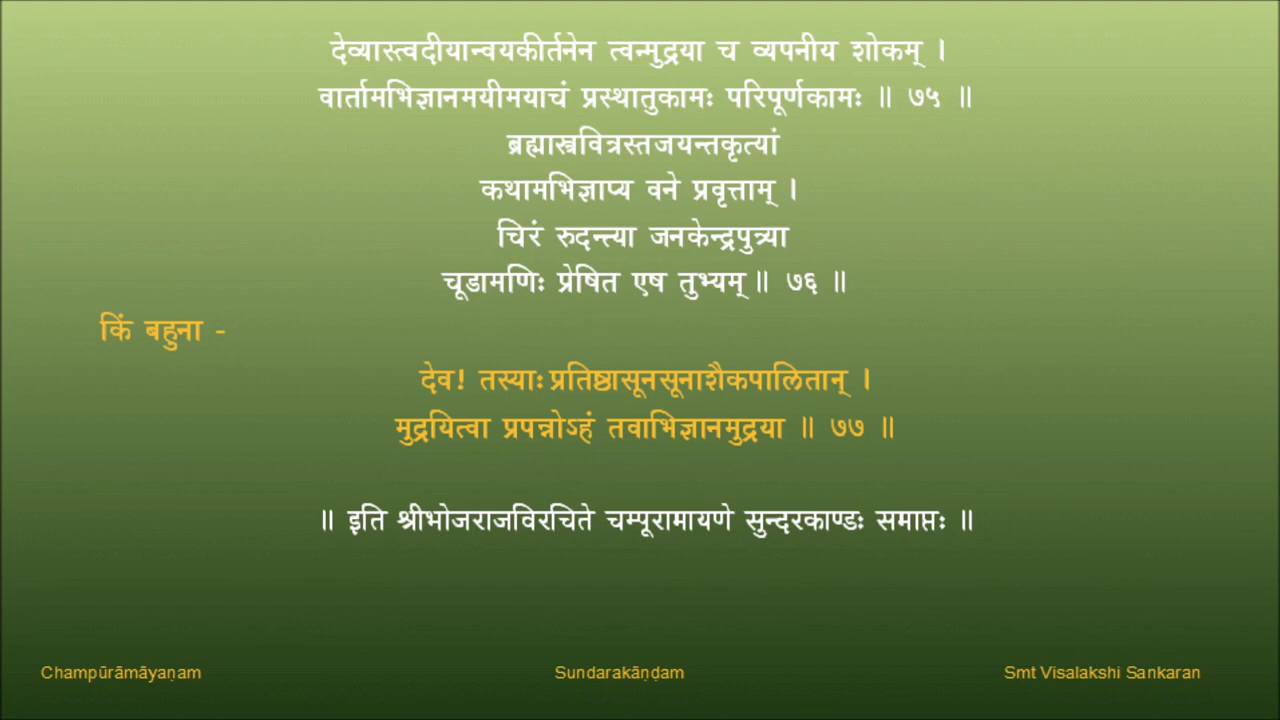 देव्यास्त्वदीयान्वयकीर्तनेन त्वन्मुद्रया च व्यपनीय शोकम् ।
वार्तामभिज्ञानमयीमयाचं प्रस्थातुकामः परिपूर्णकामः ॥ ७५ ॥
ब्रह्मास्त्रवित्रस्तजयन्तकृत्यां
कथामभिज्ञाप्य वने प्रवृत्ताम् ।
चिरं रुदन्त्या जनकेन्द्रपुत्र्या
चूडामणिः प्रेषित एष तुभ्यम् ॥ ७६ ॥
किं बहुना -
देव! तस्याः प्रतिष्ठासूनसूनाशैकपालितान् ।
मुद्रयित्वा प्रपन्नोऽहं तवाभिज्ञानमुद्रया ॥ ७७ ॥
॥ इति श्रीभोजराजविरचिते चम्पूरामायणे सुन्दरकाण्डः समाप्तः ॥
Champūrāmāyaṇam Sundarakāṇḍam Smt Visalakshi Sankaran